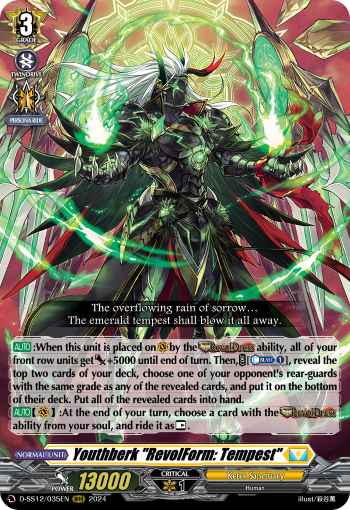 3
GRADE
TWINDRIVE
PERSONA RIDE
The overflowing rain of sorrow...
The emerald tempest shall blow it all away.
AUTO:When this unit is placed on by the RevolDress ability, all of your
front row units get +5000 until end of turn. Then, [BLAST 1], reveal the
top two cards of your deck, choose one of your opponent's rear-guards
with the same grade as any of the revealed cards, and put it on the bottom
of their deck. Put all of the revealed cards into hand.
AUTO【 】:At the end of your turn, choose a card with the RevolDress
ability from your soul, and ride it as .
NORMAL UNIT
Youthberk "RevolForm: Tempest"
POWER 13000
CRITICAL
1
Keter Sanctuary
Human
D-SS12/035EN RRR 2024
illust/萩谷薫